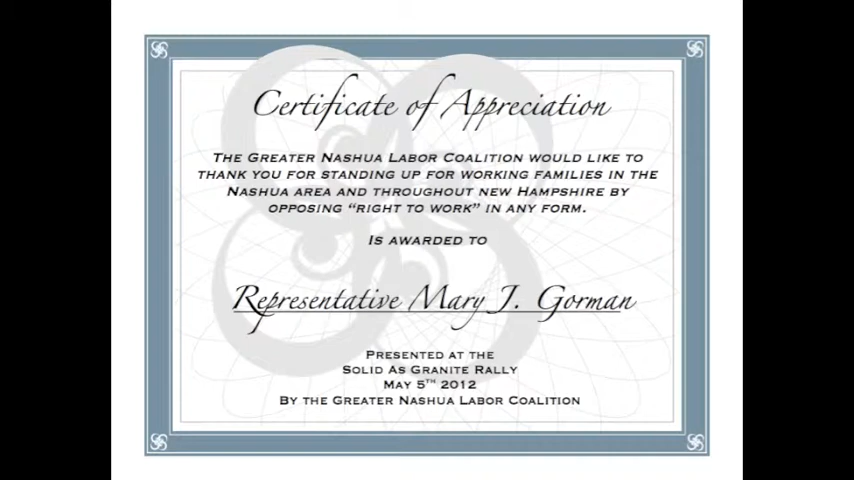 Certificate of Appreciation
The Greater Nashua Labor Coalition would like to
thank you for standing up for working families in the
Nashua area and throughout new Hampshire by
opposing “right to work” in any form.
Is awarded to
Representative Mary J. Gorman
Presented at the
Solid As Granite Rally
May 5th 2012
By the Greater Nashua Labor Coalition